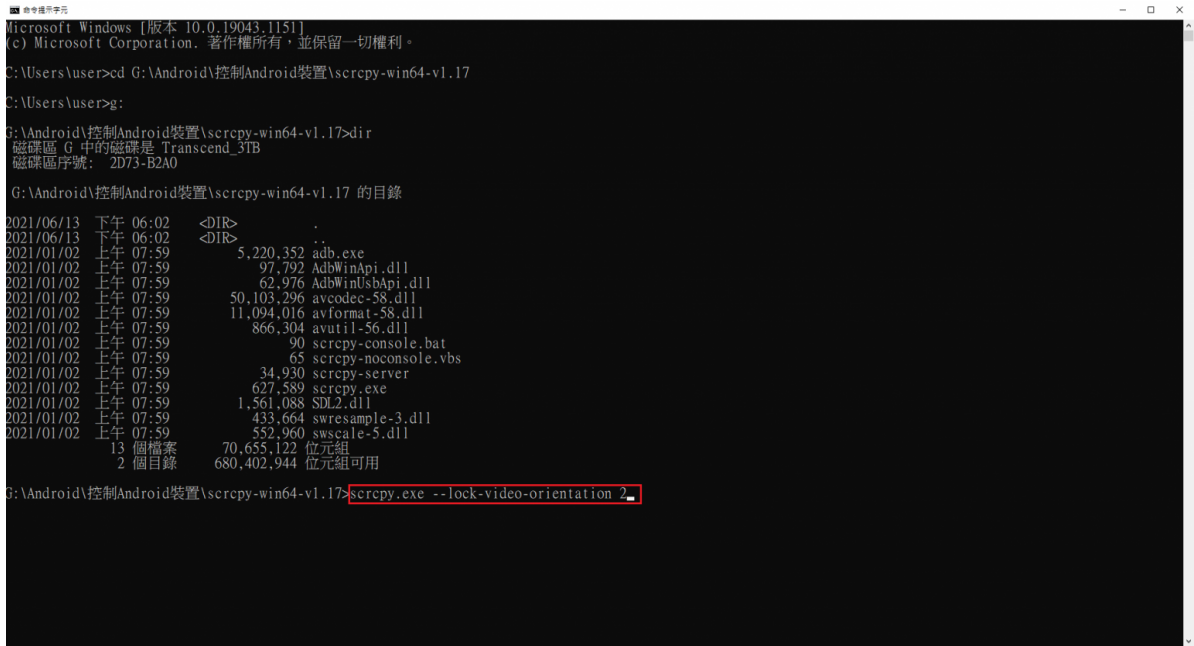 命令提示字元
Microsoft Windows [版本 10.0.19043.1151]
(c) Microsoft Corporation. 著作權所有，並保留一切權利。
C:\Users\user>cd G:\Android\控制Android裝置\scrcpy-win64-v1.17
C:\Users\user>g:
G:\Android\控制Android裝置\scrcpy-win64-v1.17>dir
磁碟區 G 中的磁碟是 Transcend_3TB
磁碟區序號: 2D73-B2A0
G:\Android\控制Android裝置\scrcpy-win64-v1.17 的目錄
2021/06/13 下午 06:02 <DIR> .
2021/06/13 下午 06:02 <DIR> ..
2021/01/02 上午 07:59 5,220,352 adb.exe
2021/01/02 上午 07:59 97,792 AdbWinApi.dll
2021/01/02 上午 07:59 62,976 AdbWinUsbApi.dll
2021/01/02 上午 07:59 50,103,296 avcodec-58.dll
2021/01/02 上午 07:59 11,094,016 avformat-58.dll
2021/01/02 上午 07:59 866,304 avutil-56.dll
2021/01/02 上午 07:59 90 scrcpy-console.bat
2021/01/02 上午 07:59 65 scrcpy-noconsole.vbs
2021/01/02 上午 07:59 34,930 scrcpy-server
2021/01/02 上午 07:59 627,589 scrcpy.exe
2021/01/02 上午 07:59 1,561,088 SDL2.dll
2021/01/02 上午 07:59 433,664 swresample-3.dll
2021/01/02 上午 07:59 552,960 swscale-5.dll
13 個檔案 70,655,122 位元組
2 個目錄 680,402,944 位元組可用
G:\Android\控制Android裝置\scrcpy-win64-v1.17>scrcpy.exe --lock-video-orientation 2